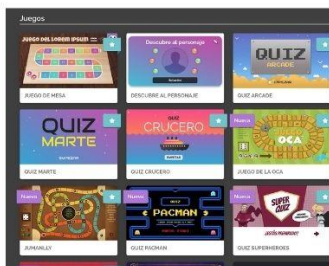 Juegos
JUEGO DEL LOREM IPSUM
Descubre al personaje
QUIZ
ARCADE
JUEGO DE MESA
DESCUBRE AL PERSONAJE
QUIZ ARCADE
QUIZ
MARTE
QUIZ
CRUCERO
Nuevo
OCA
QUIZ MARTE
QUIZ CRUCERO
JUEGO DE LA OCA
Nuevo
Nuevo
QUIZ
PACMAN
Nuevo
SUPER
QUIZ
JUMANLLY
QUIZ PACMAN
QUIZ SUPERHEROES